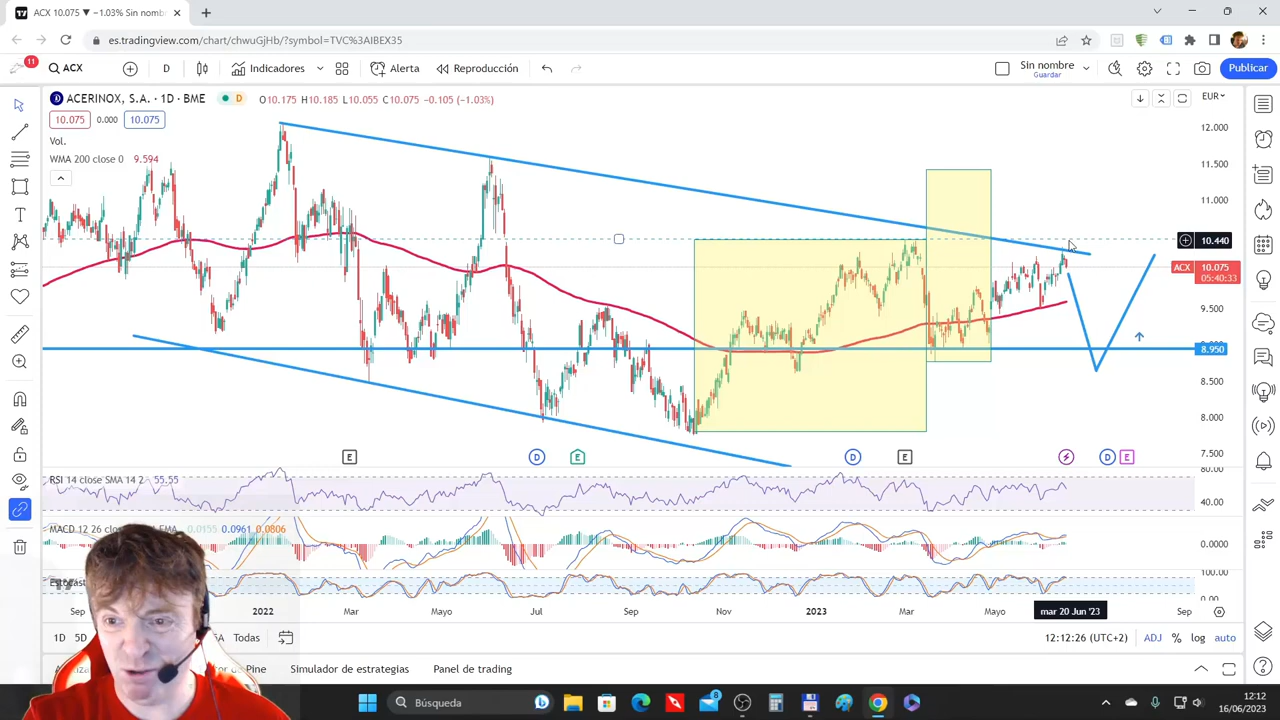 ACX 10.075 ▼ −1.03% Sin nomb
es.tradingview.com/chart/chwuGjHb/?symbol=TVC%3AIBEX35
11
ACX
D
Indicadores
Alerta
Reproducción
Sin nombre
Guardar
Publicar
ACERINOX, S.A. · 1D · BME
D
O10.175 H10.185 L10.055 C10.075 −0.105 (−1.03%)
EUR
10.075
0.000
10.075
Vol.
WMA 200 close 0 9.594
12.000
11.500
11.000
10.440
ACX 10.075
05:40:33
9.500
8.950
8.500
8.000
7.500
E
D
E
D
E
D
E
RSI 14 close SMA 14 2 55.55
80.00
40.00
MACD 12 26 EMA 0.0155 0.0961 0.0806
0.0000
100.00
0.00
Sep
2022
Mar
Mayo
Jul
Sep
Nov
2023
Mar
Mayo
mar 20 Jun '23
Sep
1D
5D
Todas
12:12:26 (UTC+2)
ADJ
%
log
auto
Pine
Simulador de estrategias
Panel de trading
Búsqueda
8
12:12
16/06/2023